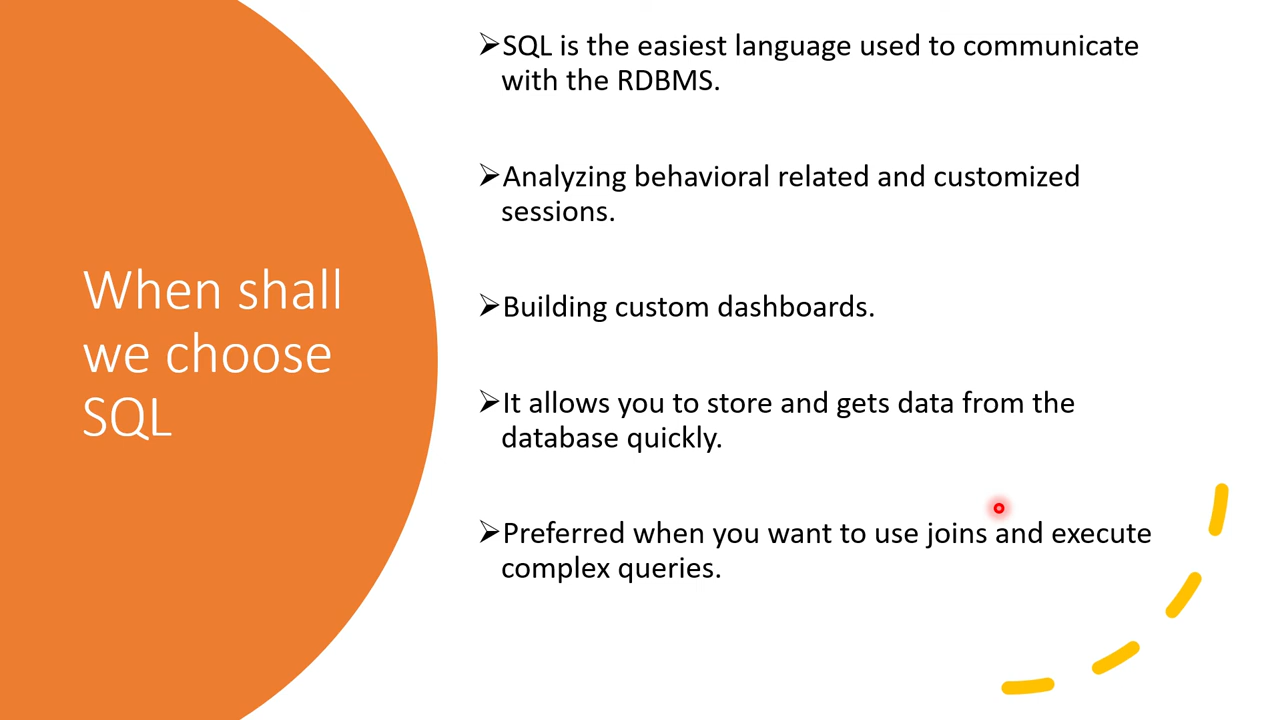 When shall
we choose
SQL
➢SQL is the easiest language used to communicate
with the RDBMS.
➢Analyzing behavioral related and customized
sessions.
➢Building custom dashboards.
➢It allows you to store and gets data from the
database quickly.
➢Preferred when you want to use joins and execute
complex queries.